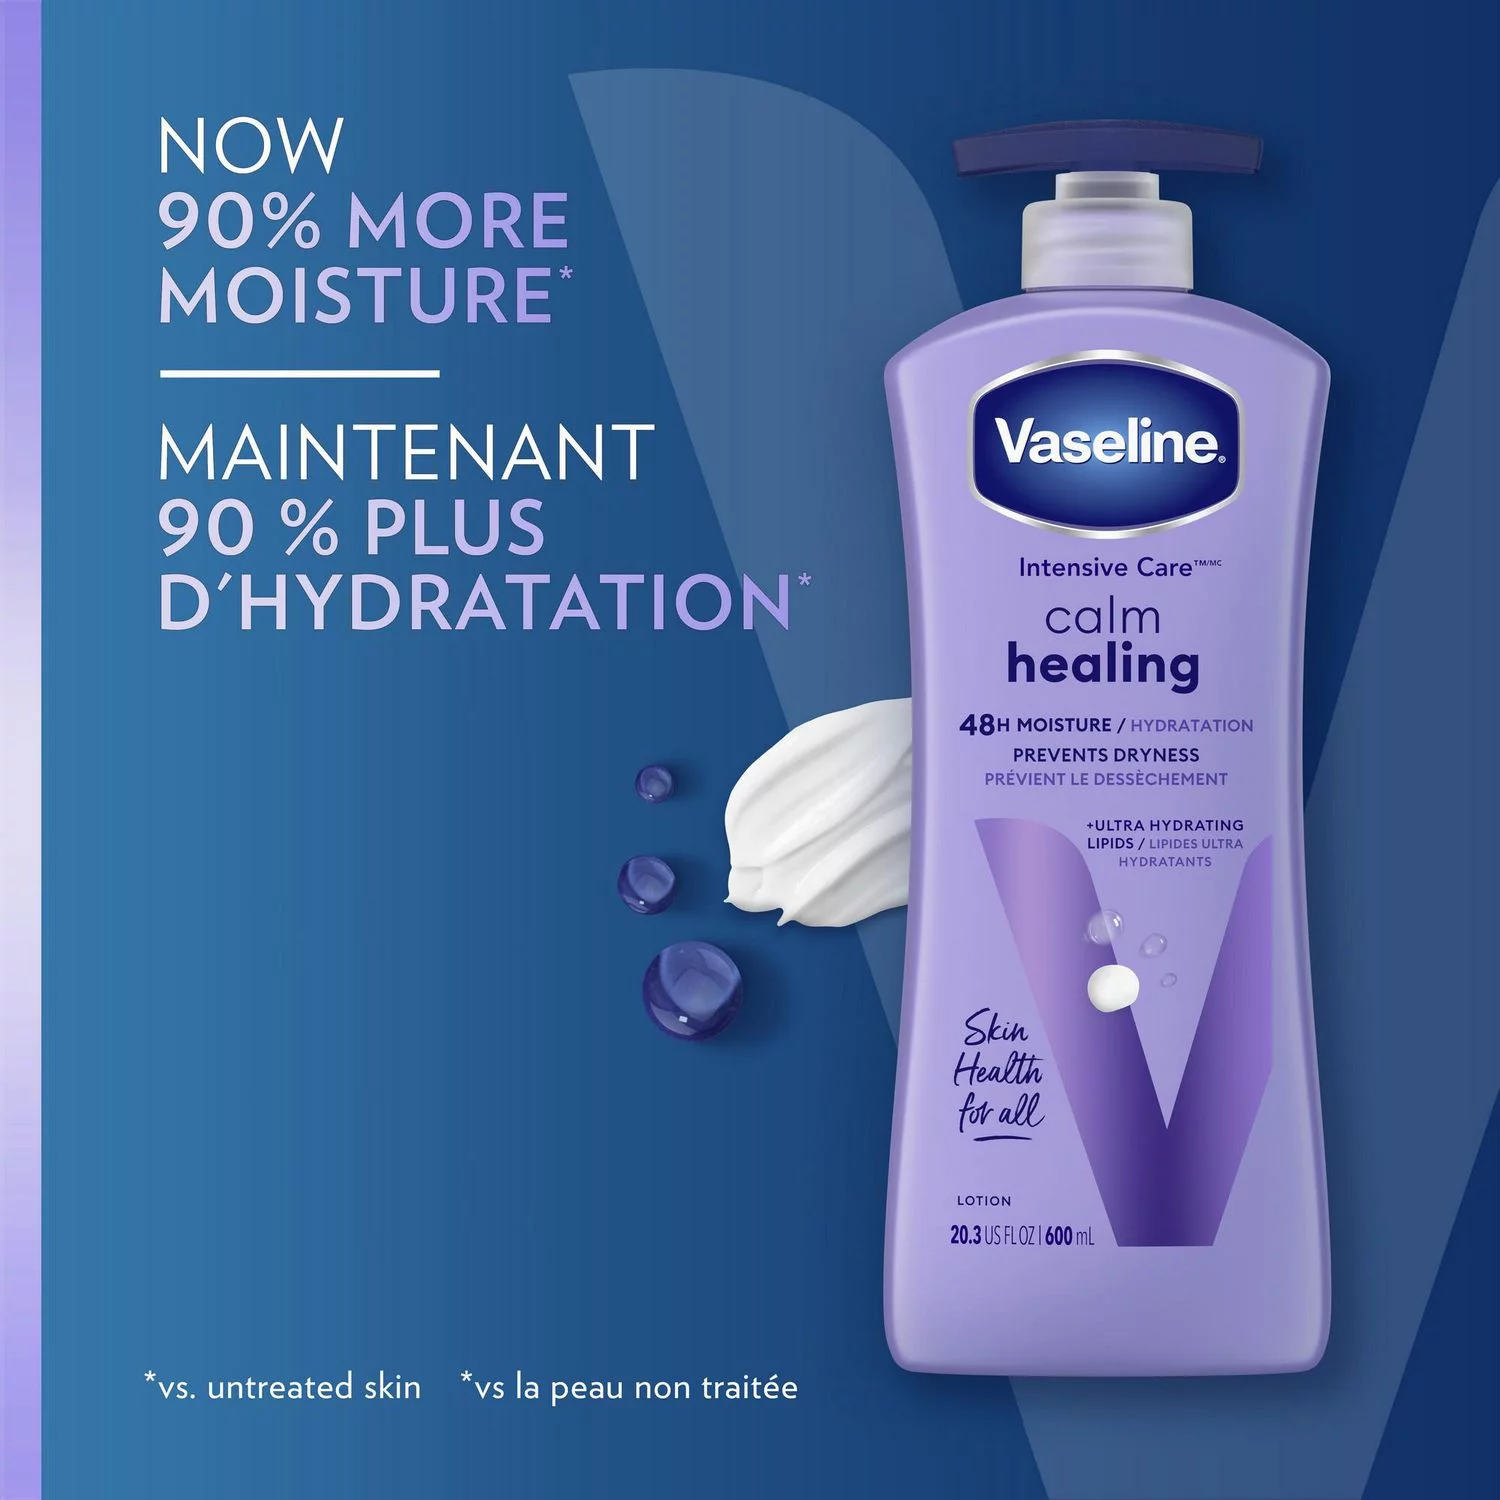 NOW
90% MORE
MOISTURE*
MAINTENANT
90 % PLUS
D'HYDRATATION*
*vs. untreated skin *vs la peau non traitée
Vaseline®
Intensive Care™/MC
calm
healing
48H MOISTURE / HYDRATATION
PREVENTS DRYNESS
PRÉVIENT LE DESSÈCHEMENT
+ULTRA HYDRATING
LIPIDS / LIPIDES ULTRA
HYDRATANTS
Skin
Health
for all
LOTION
20.3 US FL OZ | 600 mL